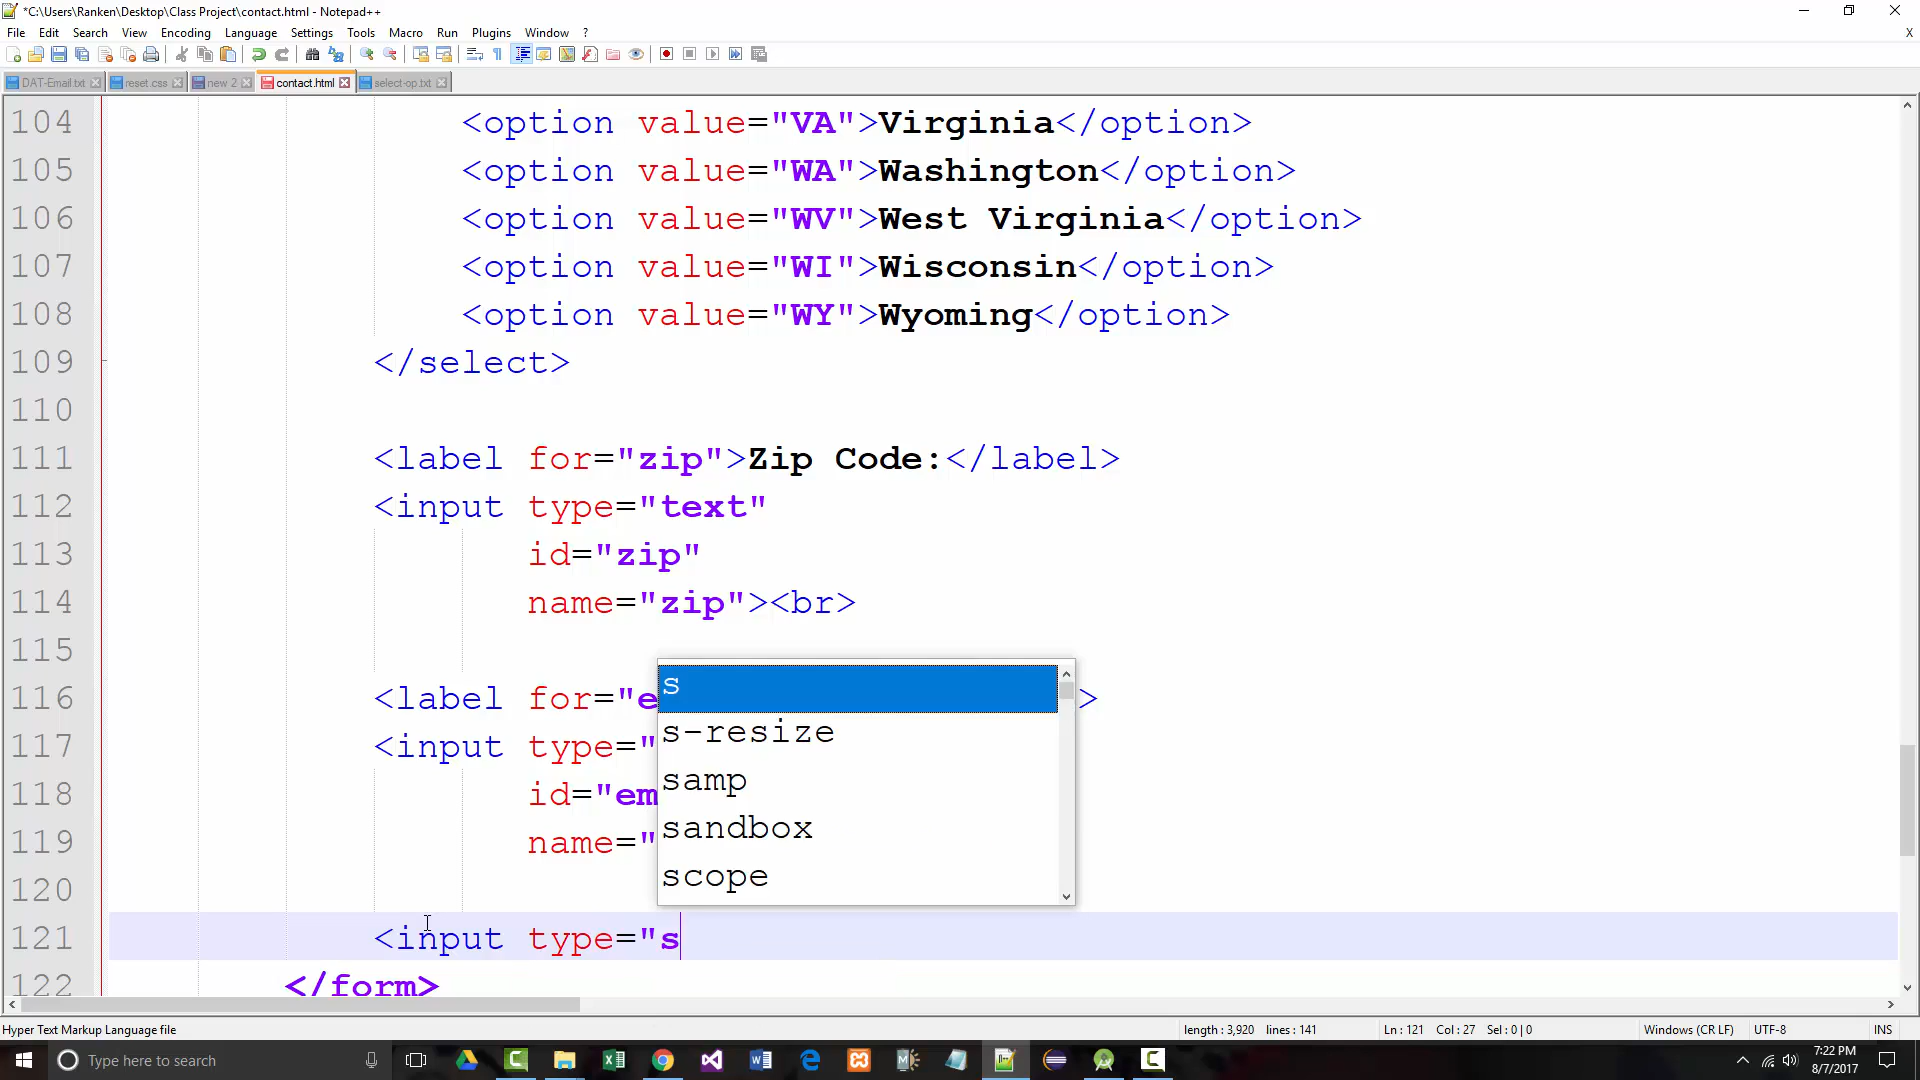 *C:\Users\Ranken\Desktop\Class Project\contact.html - Notepad++
File Edit Search View Encoding Language Settings Tools Macro Run Plugins Window ? X
DAT-Email.txt reset.css new 2 contact.html select-op.txt
104 <option value="VA">Virginia</option>
105 <option value="WA">Washington</option>
106 <option value="WV">West Virginia</option>
107 <option value="WI">Wisconsin</option>
108 <option value="WY">Wyoming</option>
109 </select>
110
111 <label for="zip">Zip Code:</label>
112 <input type="text"
113 id="zip"
114 name="zip"><br>
115
116 <label for="e >
117 <input type="
118 id="em
119 name="
120
121 <input type="s
122 </form>
s
s-resize
samp
sandbox
scope
Hyper Text Markup Language file length : 3,920 lines : 141 Ln : 121 Col : 27 Sel : 0 | 0 Windows (CR LF) UTF-8 INS
Type here to search
7:22 PM
8/7/2017